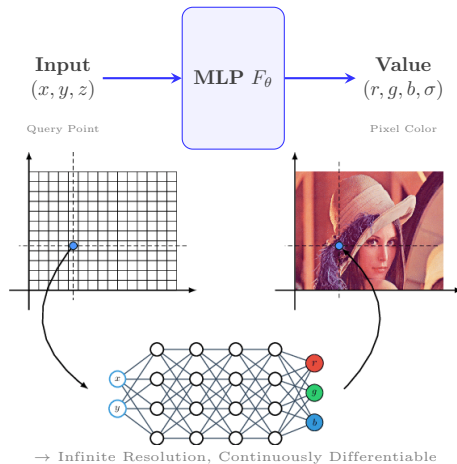 Input
(x, y, z)
MLP F_θ
Value
(r, g, b, σ)
Query Point
Pixel Color
x
y
r
g
b
→ Infinite Resolution, Continuously Differentiable